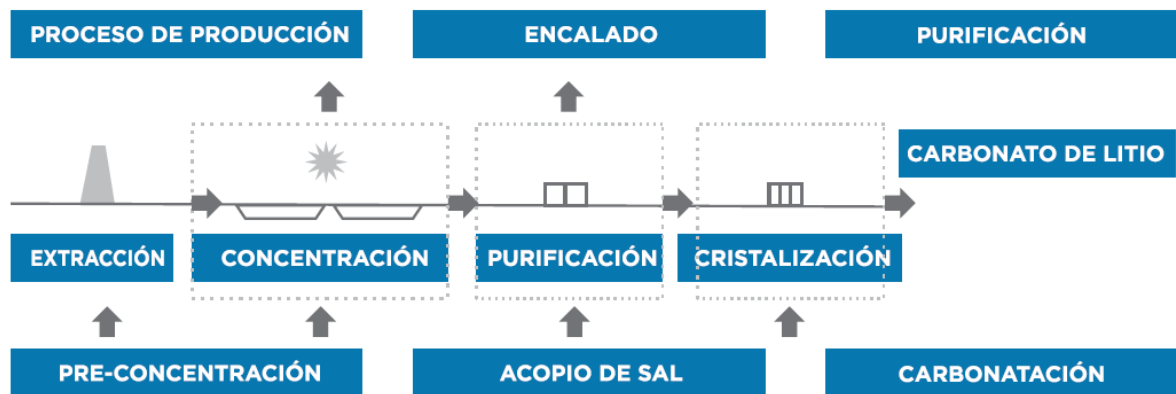 PROCESO DE PRODUCCIÓN
ENCALADO
PURIFICACIÓN
CARBONATO DE LITIO
EXTRACCIÓN
CONCENTRACIÓN
PURIFICACIÓN
CRISTALIZACIÓN
PRE-CONCENTRACIÓN
ACOPIO DE SAL
CARBONATACIÓN